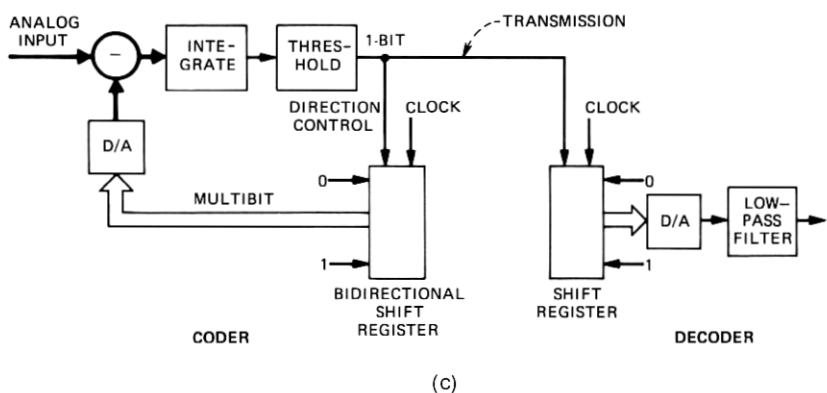 ANALOG
INPUT
–
INTE-
GRATE
THRES-
HOLD
1-BIT
TRANSMISSION
DIRECTION
CONTROL
CLOCK
CLOCK
D/A
0
MULTIBIT
1
BIDIRECTIONAL
SHIFT
REGISTER
0
D/A
LOW–
PASS
FILTER
1
SHIFT
REGISTER
CODER
DECODER
(c)